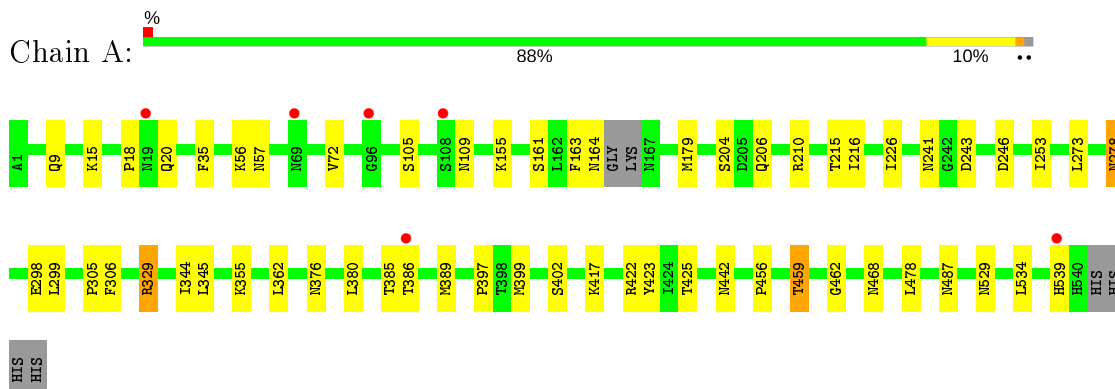 %
Chain A:
88% 10% ••
A1 Q9 K15 P18 N19 Q20 F35 K56 N57 N69 V72 G96 S105 S108 N109 K155 S161 L162 F163 N164 GLY LYS N167 M179 S204 D205 Q206 R210 T215 I216 I226 N241 G242 D243 D246 I253 L273 N278
E298 L299 P305 F306 R329 I344 L345 K355 L362 N376 L380 T385 T386 M389 P397 T398 M399 S402 K417 R422 Y423 I424 T425 N442 P456 T459 G462 N468 L478 N487 N529 L534 H539 H540 HIS HIS
HIS HIS